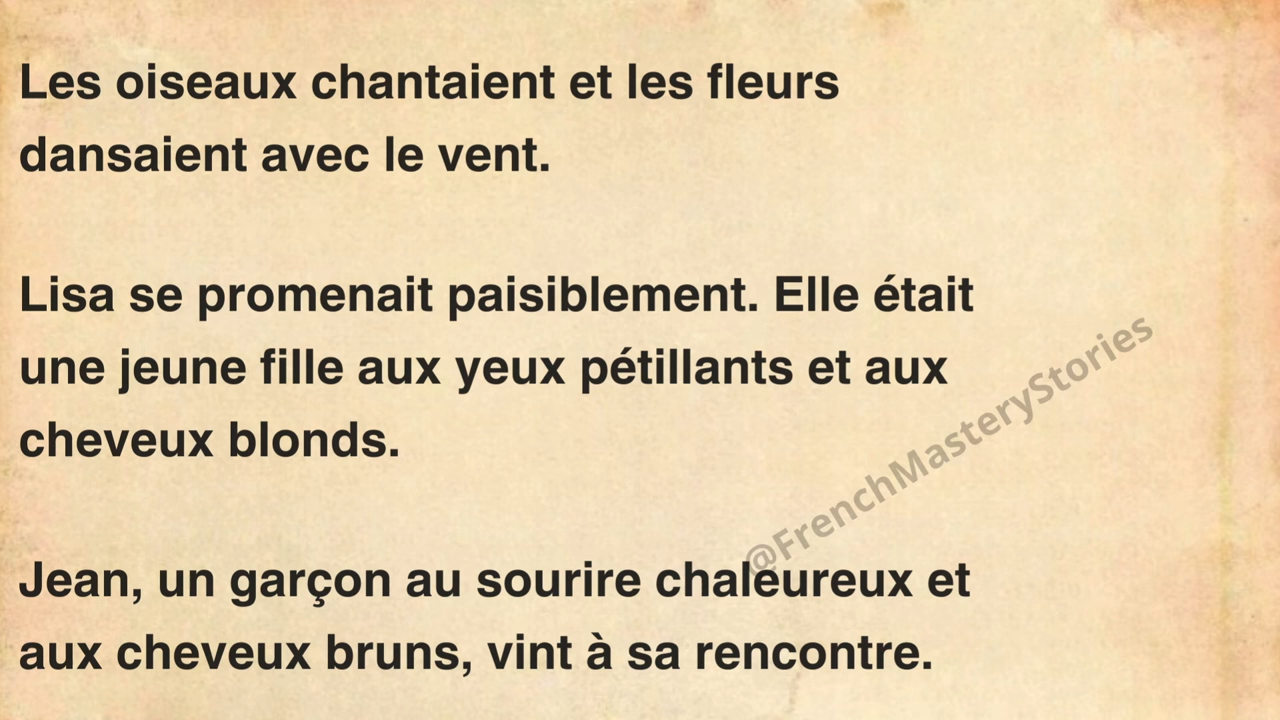 Les oiseaux chantaient et les fleurs
dansaient avec le vent.
Lisa se promenait paisiblement. Elle était
une jeune fille aux yeux pétillants et aux
cheveux blonds.
@FrenchMasteryStories
Jean, un garçon au sourire chaleureux et
aux cheveux bruns, vint à sa rencontre.